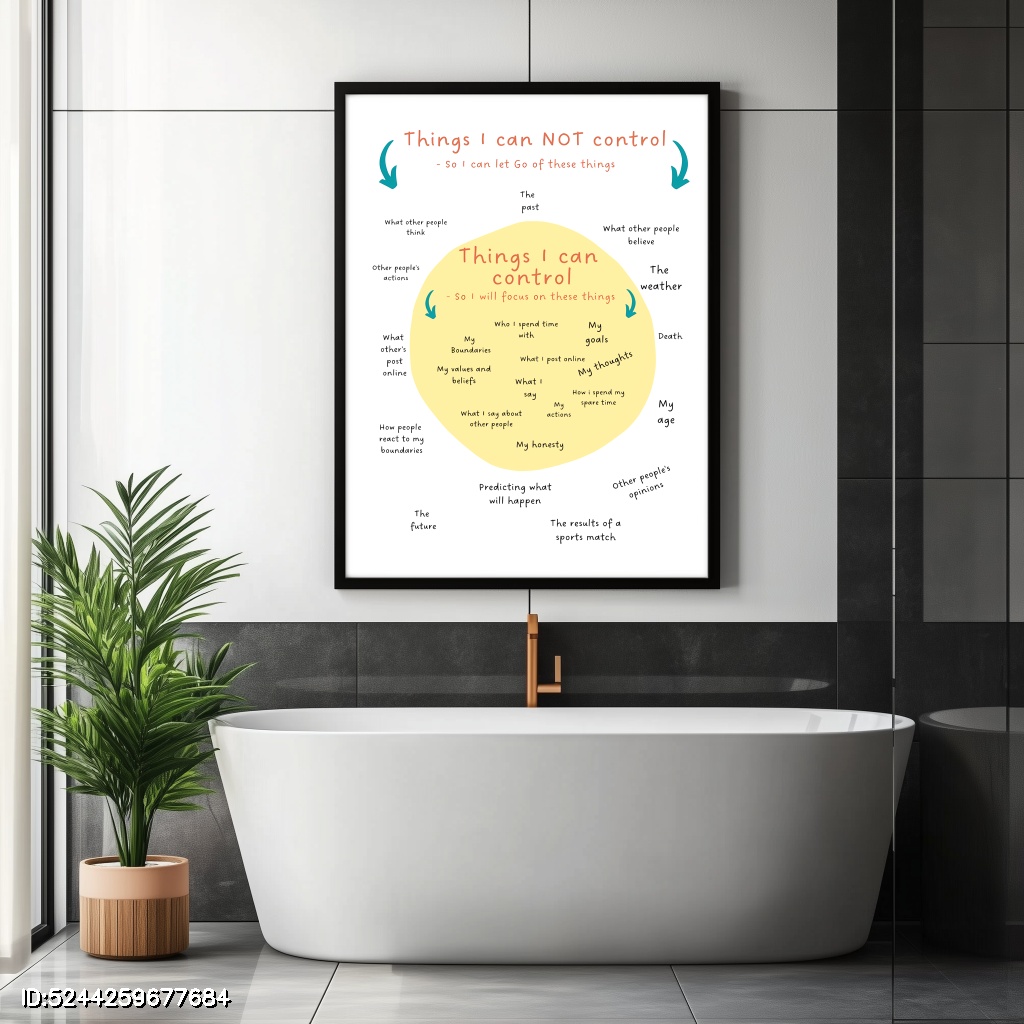 Things I can NOT control
- So I can let Go of these things
The
past
What other people
think
What other people
believe
Other people's
actions
The
weather
Things I can
control
- So I will focus on these things
Who I spend time
with
My
goals
My
Boundaries
What I post online
My thoughts
My values and
beliefs
What I
say
How i spend my
spare time
My
actions
What I say about
other people
My honesty
What
other's
post
online
Death
My
age
How people
react to my
boundaries
Other people's
opinions
Predicting what
will happen
The
future
The results of a
sports match
ID:5244259677684